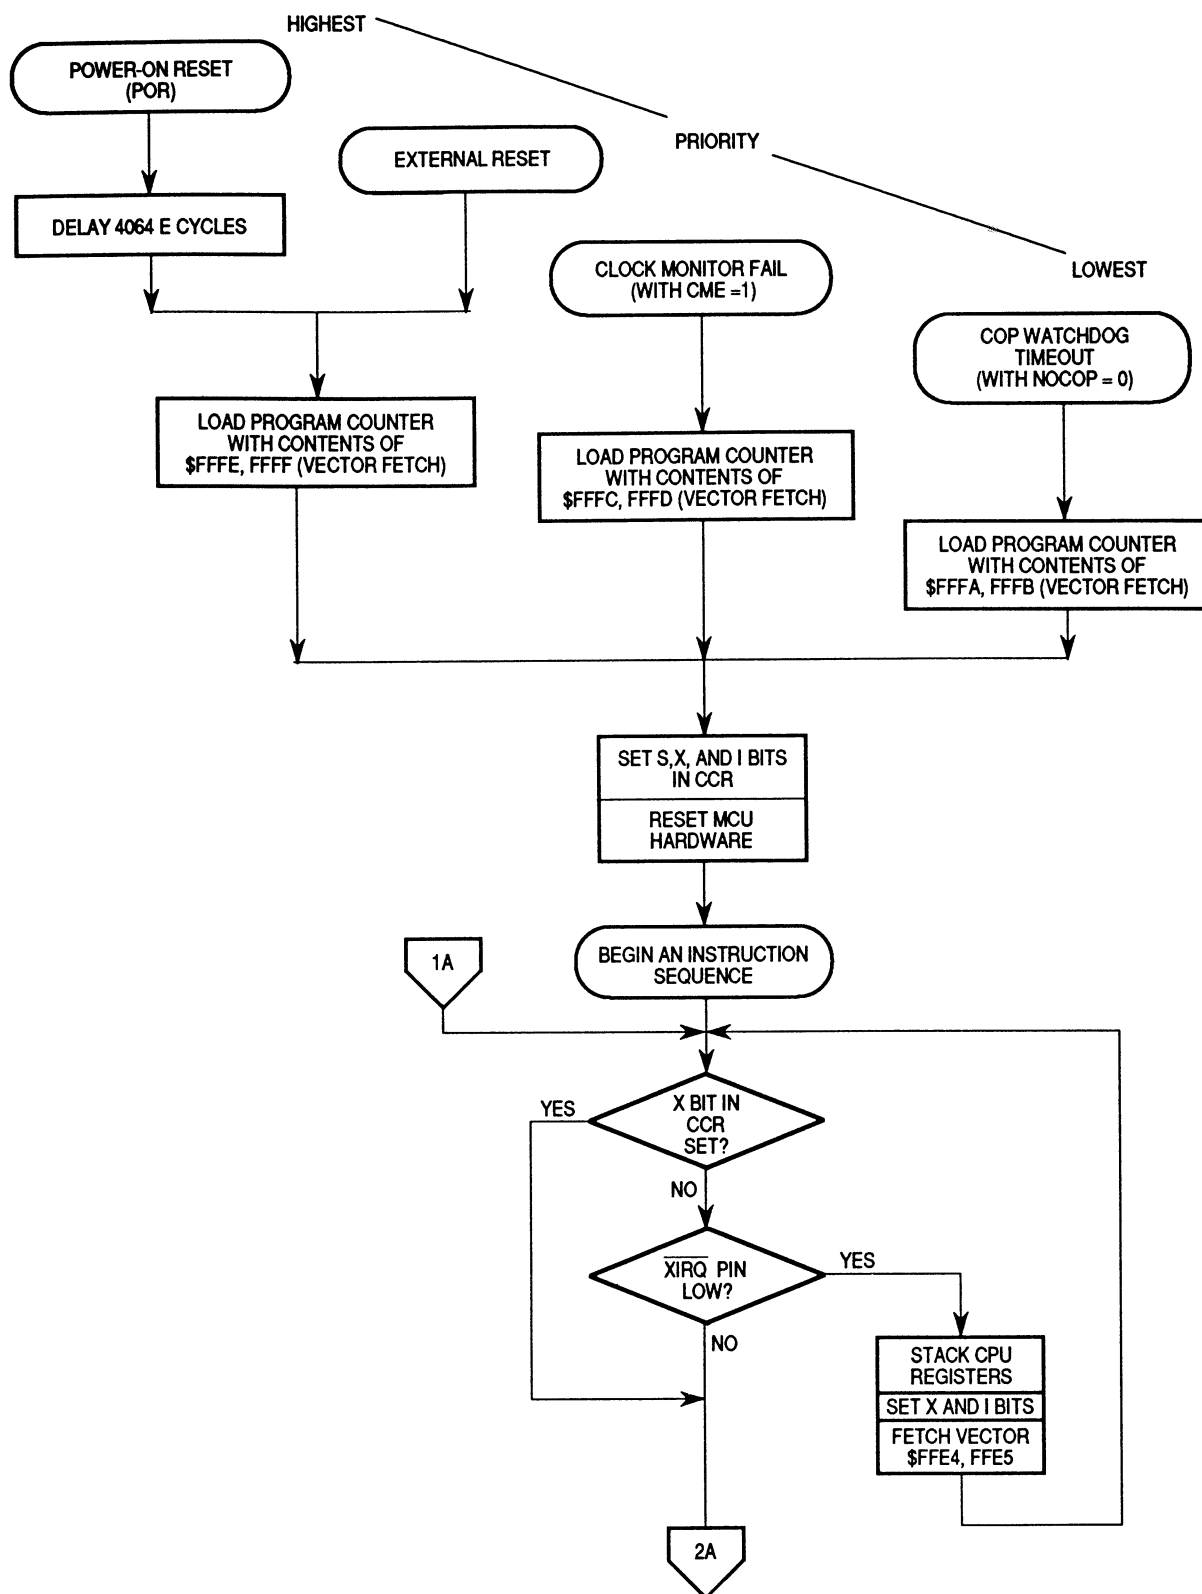 HIGHEST
POWER-ON RESET
(POR)
PRIORITY
EXTERNAL RESET
DELAY 4064 E CYCLES
LOWEST
CLOCK MONITOR FAIL
(WITH CME =1)
COP WATCHDOG
TIMEOUT
(WITH NOCOP = 0)
LOAD PROGRAM COUNTER
WITH CONTENTS OF
$FFFE, FFFF (VECTOR FETCH)
LOAD PROGRAM COUNTER
WITH CONTENTS OF
$FFFC, FFFD (VECTOR FETCH)
LOAD PROGRAM COUNTER
WITH CONTENTS OF
$FFFA, FFFB (VECTOR FETCH)
SET S,X, AND I BITS
IN CCR
RESET MCU
HARDWARE
1A
BEGIN AN INSTRUCTION
SEQUENCE
YES
X BIT IN
CCR
SET?
NO
XIRQ PIN
LOW?
YES
NO
STACK CPU
REGISTERS
SET X AND I BITS
FETCH VECTOR
$FFE4, FFE5
2A